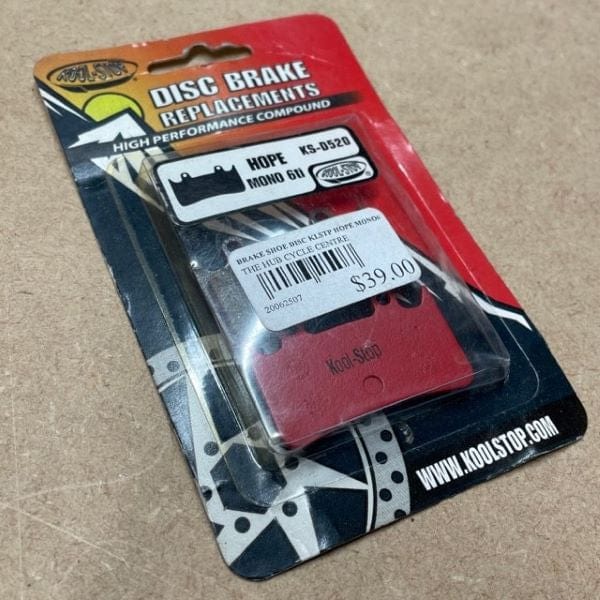 KOOL-STOP®
DISC BRAKE
REPLACEMENTS
HIGH PERFORMANCE COMPOUND
HOPE KS-D520
MONO 6ti KOOL-STOP®
BRAKE SHOE DISC KLSTP HOPE MONO6
THE HUB CYCLE CENTRE
20062507
$39.00
Kool-Stop
WWW.KOOLSTOP.COM